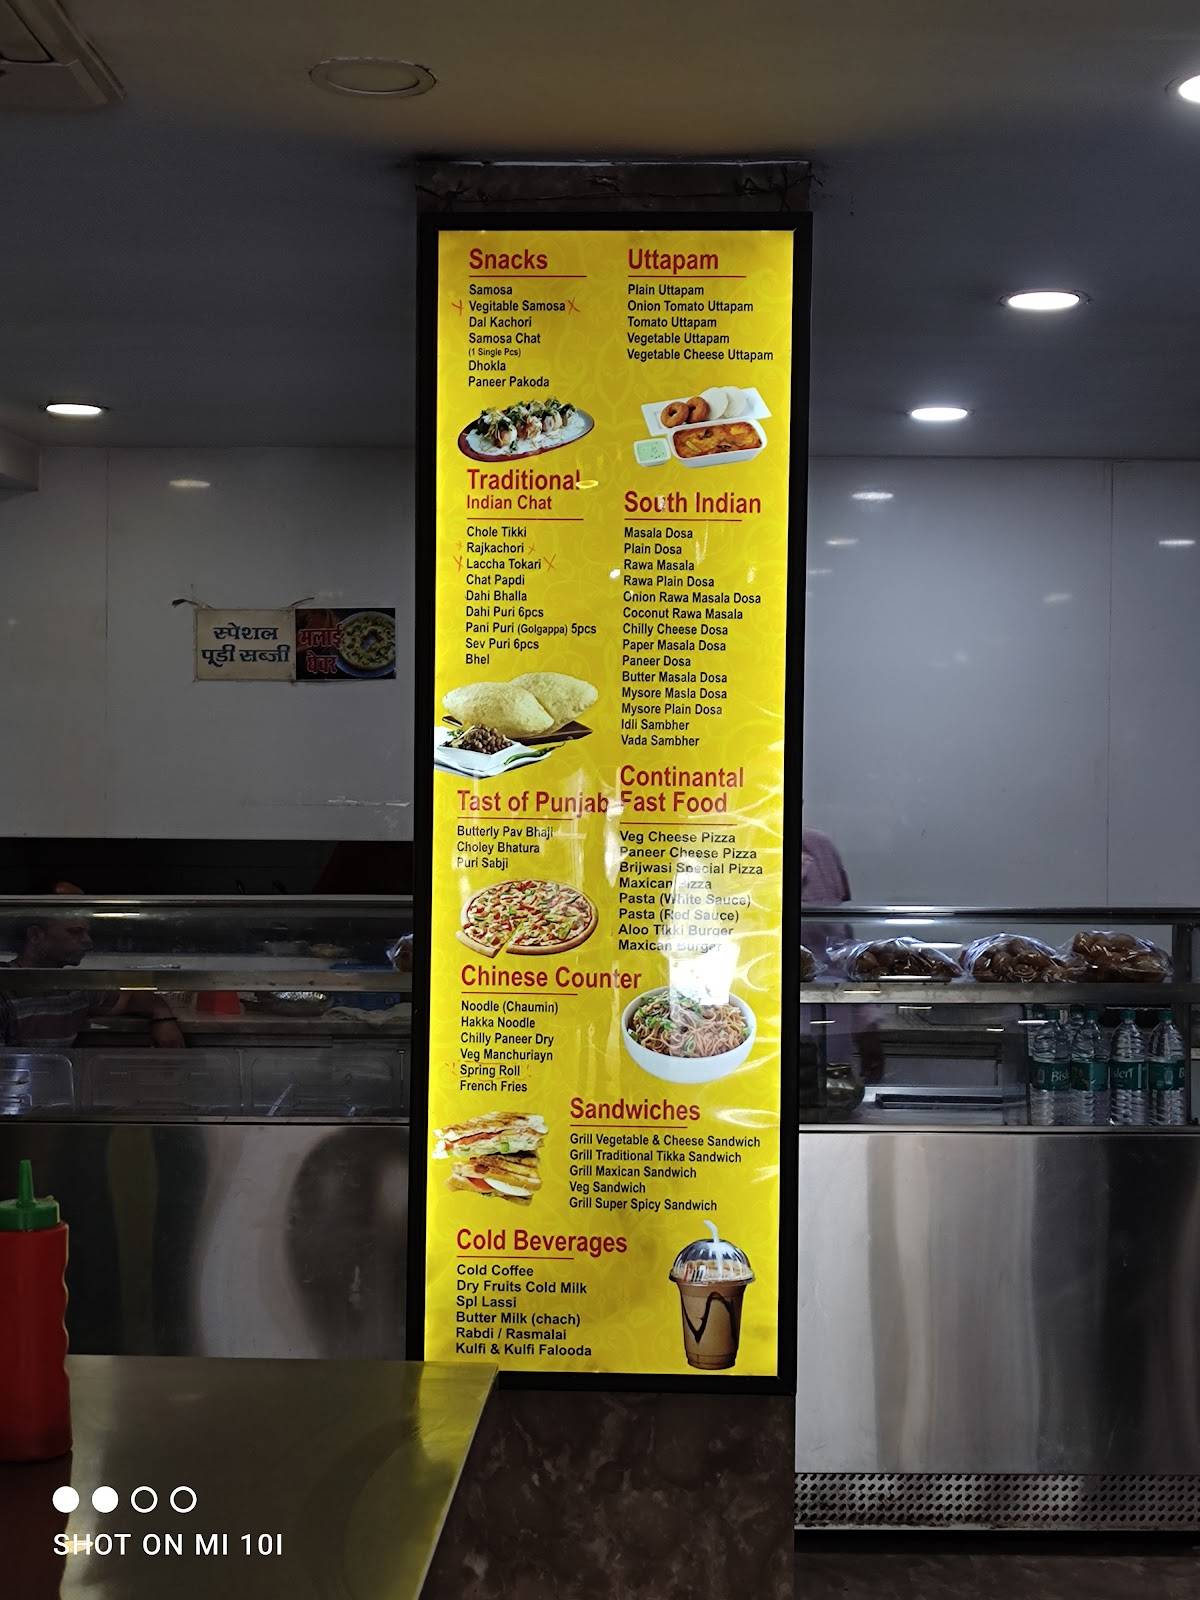 Snacks
Samosa
Vegitable Samosa
Dal Kachori
Samosa Chat
(1 Single Pcs)
Dhokla
Paneer Pakoda
Traditional
Indian Chat
Chole Tikki
Rajkachori
Laccha Tokari
Chat Papdi
Dahi Bhalla
Dahi Puri 6pcs
Pani Puri (Golgappa) 5pcs
Sev Puri 6pcs
Bhel
Tast of Punjab
Butterly Pav Bhaji
Choley Bhatura
Puri Sabji
Chinese Counter
Noodle (Chaumin)
Hakka Noodle
Chilly Paneer Dry
Veg Manchuriayn
Spring Roll
French Fries
Uttapam
Plain Uttapam
Onion Tomato Uttapam
Tomato Uttapam
Vegetable Uttapam
Vegetable Cheese Uttapam
South Indian
Masala Dosa
Plain Dosa
Rawa Masala
Rawa Plain Dosa
Onion Rawa Masala Dosa
Coconut Rawa Masala
Chilly Cheese Dosa
Paper Masala Dosa
Paneer Dosa
Butter Masala Dosa
Mysore Masla Dosa
Mysore Plain Dosa
Idli Sambher
Vada Sambher
Continantal
Fast Food
Veg Cheese Pizza
Paneer Cheese Pizza
Brijwasi Special Pizza
Maxican Pizza
Pasta (White Sauce)
Pasta (Red Sauce)
Aloo Tikki Burger
Maxican Burger
Sandwiches
Grill Vegetable & Cheese Sandwich
Grill Traditional Tikka Sandwich
Grill Maxican Sandwich
Veg Sandwich
Grill Super Spicy Sandwich
Cold Beverages
Cold Coffee
Dry Fruits Cold Milk
Spl Lassi
Butter Milk (chach)
Rabdi / Rasmalai
Kulfi & Kulfi Falooda
स्पेशल
पूडी सब्जी
मलाई
घेवर
SHOT ON MI 10I